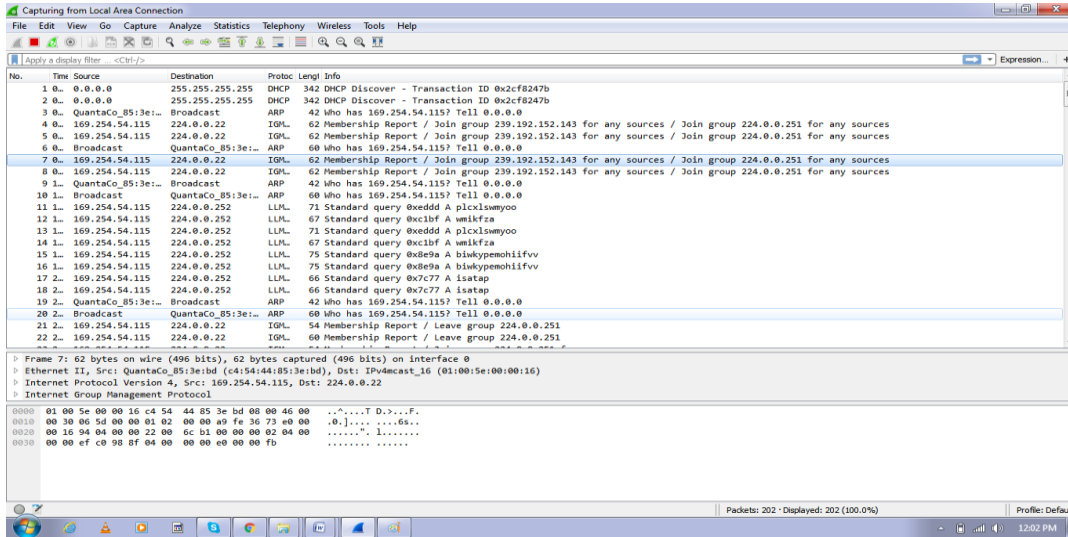 Capturing from Local Area Connection
File Edit View Go Capture Analyze Statistics Telephony Wireless Tools Help
Apply a display filter ... <Ctrl-/>
Expression... +
No. Time Source Destination Protoc Lengt Info
1 0... 0.0.0.0 255.255.255.255 DHCP 342 DHCP Discover - Transaction ID 0x2cf8247b
2 0... 0.0.0.0 255.255.255.255 DHCP 342 DHCP Discover - Transaction ID 0x2cf8247b
3 0... QuantaCo_85:3e:... Broadcast ARP 42 Who has 169.254.54.115? Tell 0.0.0.0
4 0... 169.254.54.115 224.0.0.22 IGM... 62 Membership Report / Join group 239.192.152.143 for any sources / Join group 224.0.0.251 for any sources
5 0... 169.254.54.115 224.0.0.22 IGM... 62 Membership Report / Join group 239.192.152.143 for any sources / Join group 224.0.0.251 for any sources
6 0... Broadcast QuantaCo_85:3e:... ARP 60 Who has 169.254.54.115? Tell 0.0.0.0
7 0... 169.254.54.115 224.0.0.22 IGM... 62 Membership Report / Join group 239.192.152.143 for any sources / Join group 224.0.0.251 for any sources
8 0... 169.254.54.115 224.0.0.22 IGM... 62 Membership Report / Join group 239.192.152.143 for any sources / Join group 224.0.0.251 for any sources
9 1... QuantaCo_85:3e:... Broadcast ARP 42 Who has 169.254.54.115? Tell 0.0.0.0
10 1... Broadcast QuantaCo_85:3e:... ARP 60 Who has 169.254.54.115? Tell 0.0.0.0
11 1... 169.254.54.115 224.0.0.252 LLM... 71 Standard query 0xeddd A plcxlswmyoo
12 1... 169.254.54.115 224.0.0.252 LLM... 67 Standard query 0xc1bf A wmikfza
13 1... 169.254.54.115 224.0.0.252 LLM... 71 Standard query 0xeddd A plcxlswmyoo
14 1... 169.254.54.115 224.0.0.252 LLM... 67 Standard query 0xc1bf A wmikfza
15 1... 169.254.54.115 224.0.0.252 LLM... 75 Standard query 0x8e9a A biwkypemohiifvv
16 1... 169.254.54.115 224.0.0.252 LLM... 75 Standard query 0x8e9a A biwkypemohiifvv
17 2... 169.254.54.115 224.0.0.252 LLM... 66 Standard query 0x7c77 A isatap
18 2... 169.254.54.115 224.0.0.252 LLM... 66 Standard query 0x7c77 A isatap
19 2... QuantaCo_85:3e:... Broadcast ARP 42 Who has 169.254.54.115? Tell 0.0.0.0
20 2... Broadcast QuantaCo_85:3e:... ARP 60 Who has 169.254.54.115? Tell 0.0.0.0
21 2... 169.254.54.115 224.0.0.22 IGM... 54 Membership Report / Leave group 224.0.0.251
22 2... 169.254.54.115 224.0.0.22 IGM... 60 Membership Report / Leave group 224.0.0.251
Frame 7: 62 bytes on wire (496 bits), 62 bytes captured (496 bits) on interface 0
Ethernet II, Src: QuantaCo_85:3e:bd (c4:54:44:85:3e:bd), Dst: IPv4mcast_16 (01:00:5e:00:00:16)
Internet Protocol Version 4, Src: 169.254.54.115, Dst: 224.0.0.22
Internet Group Management Protocol
0000 01 00 5e 00 00 16 c4 54 44 85 3e bd 08 00 46 00 ..^....T D.>...F.
0010 00 30 06 5d 00 00 01 02 00 00 a9 fe 36 73 e0 00 .0.].... ....6s..
0020 00 16 94 04 00 00 22 00 6c b1 00 00 00 02 04 00 ......". l.......
0030 00 00 ef c0 98 8f 04 00 00 00 e0 00 00 fb ........ ......
Packets: 202 · Displayed: 202 (100.0%)
Profile: Defau
12:02 PM